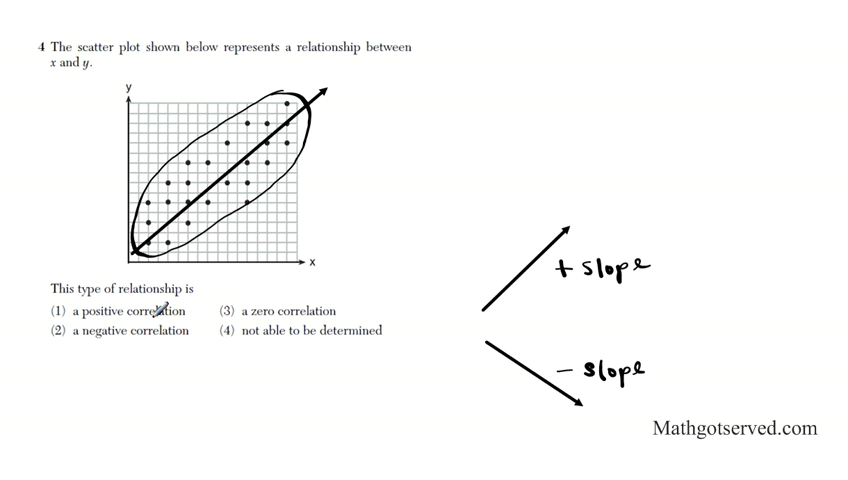 4 The scatter plot shown below represents a relationship between
x and y.
y
x
This type of relationship is
(1) a positive correlation
(3) a zero correlation
(2) a negative correlation
(4) not able to be determined
+ slope
- slope
Mathgotserved.com